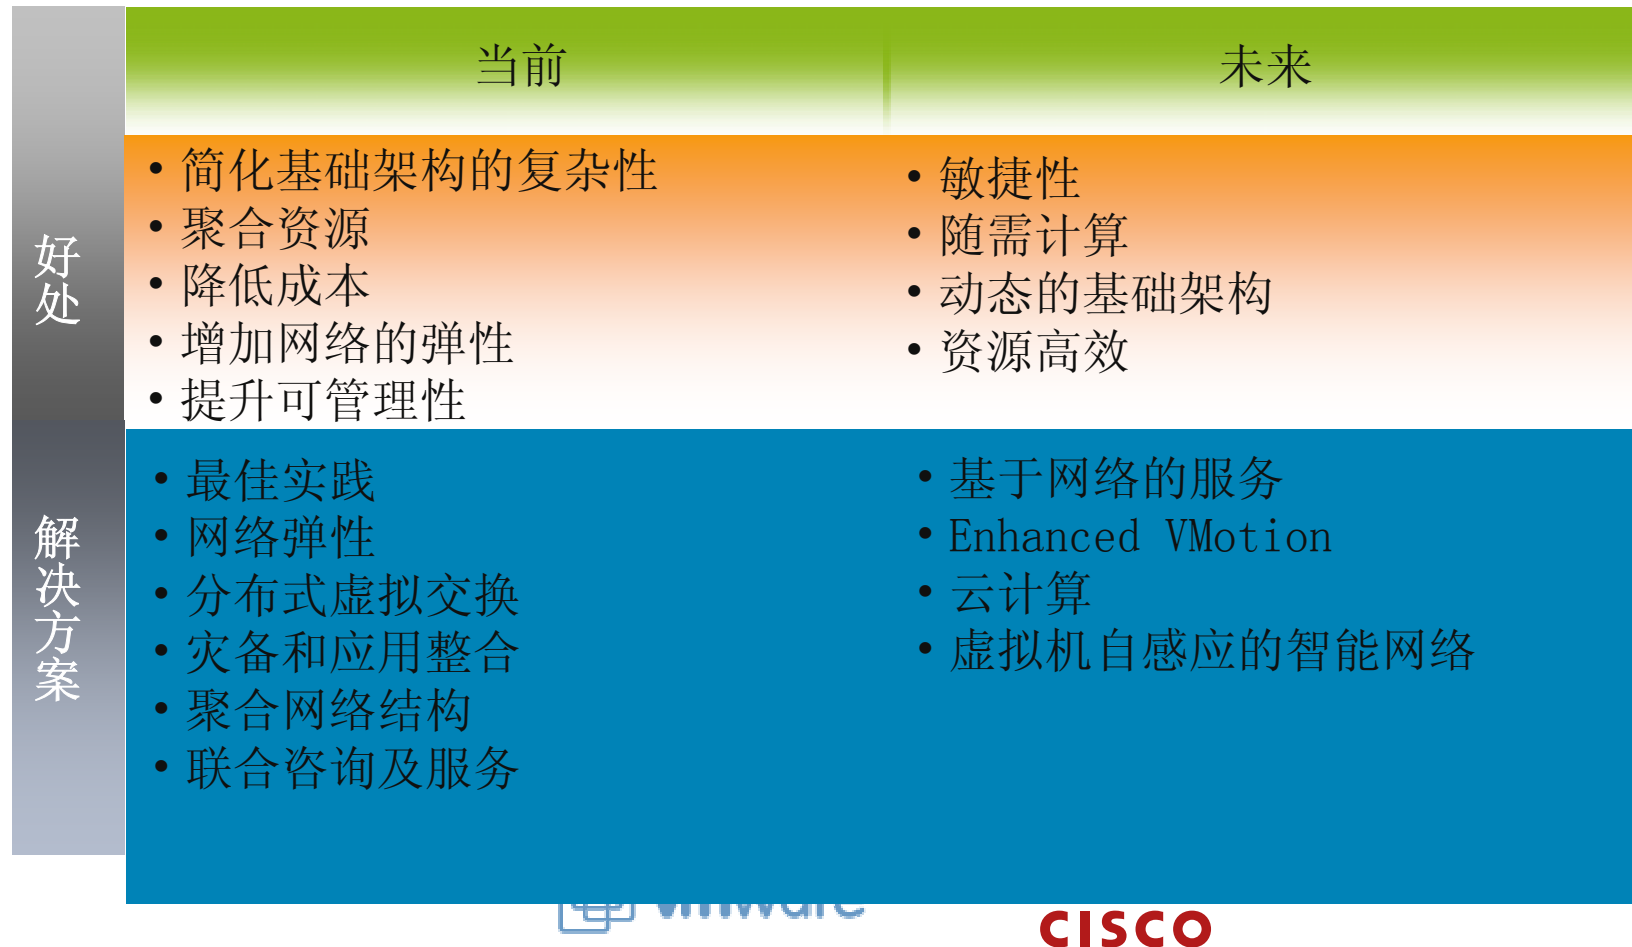 当前
未来
好处
• 简化基础架构的复杂性
• 聚合资源
• 降低成本
• 增加网络的弹性
• 提升可管理性
• 敏捷性
• 随需计算
• 动态的基础架构
• 资源高效
解决方案
• 最佳实践
• 网络弹性
• 分布式虚拟交换
• 灾备和应用整合
• 聚合网络结构
• 联合咨询及服务
• 基于网络的服务
• Enhanced VMotion
• 云计算
• 虚拟机自感应的智能网络
vmware
CISCO